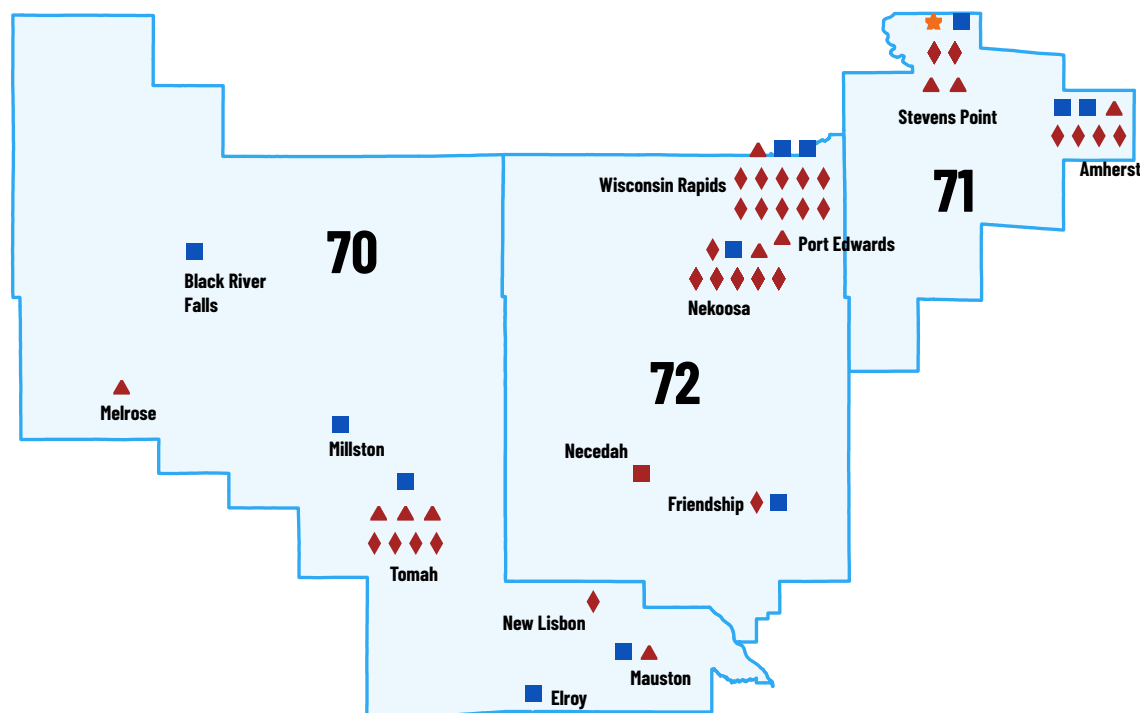 Stevens Point
Amherst
71
Wisconsin Rapids
Port Edwards
70
Black River
Falls
Nekoosa
72
Melrose
Millston
Necedah
Friendship
Tomah
New Lisbon
Mauston
Elroy